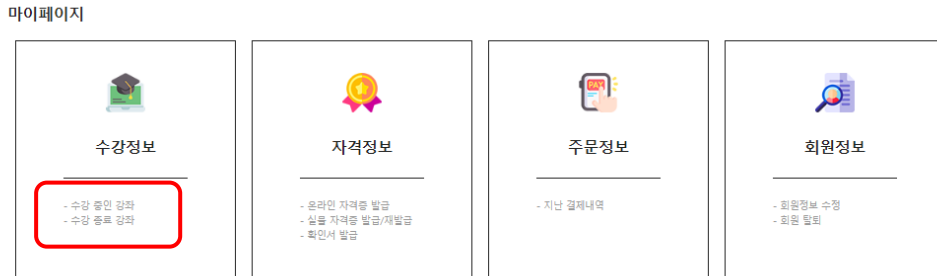 마이페이지
수강정보
- 수강 중인 강좌
- 수강 종료 강좌
자격정보
- 온라인 자격증 발급
- 실물 자격증 발급/재발급
- 확인서 발급
PAY
주문정보
- 지난 결제내역
회원정보
- 회원정보 수정
- 회원 탈퇴